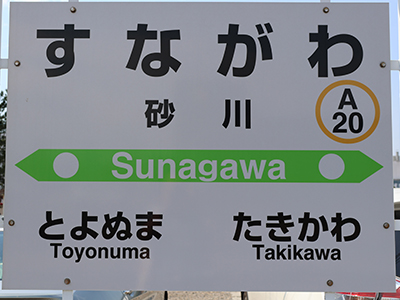 すながわ
砂川
A
20
Sunagawa
とよぬま たきかわ
Toyonuma Takikawa